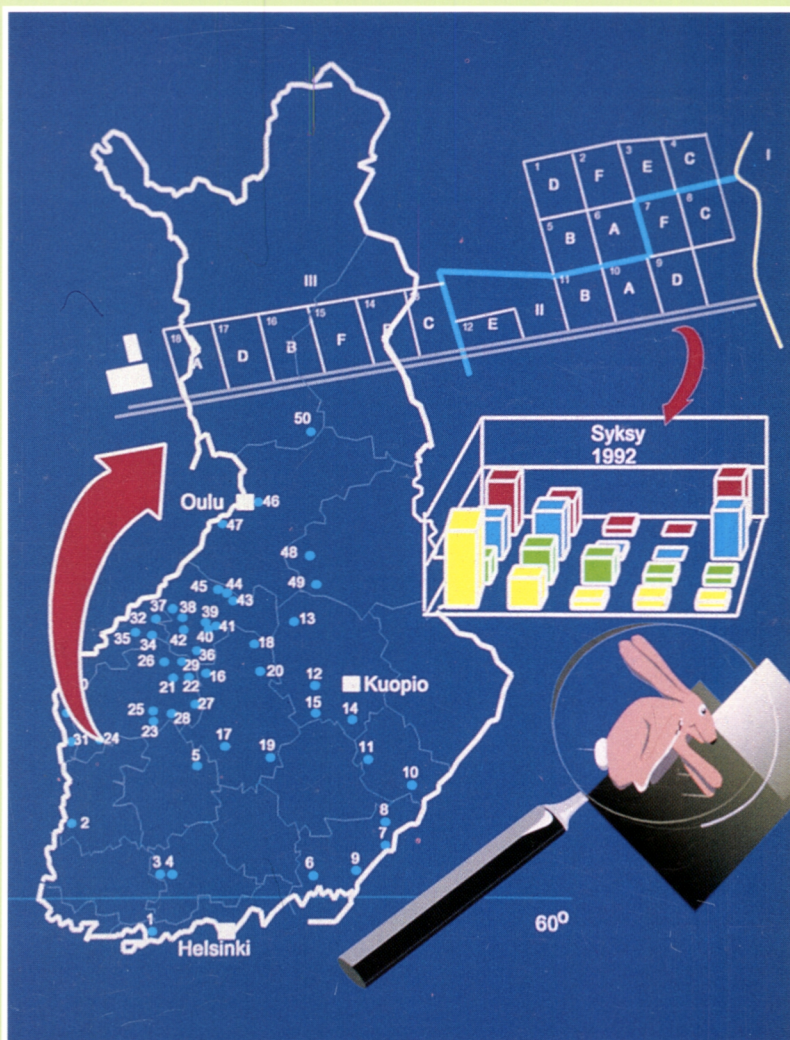 I
1 D
2 F
3 E
4 C
5 B
6 A
7 F
8 C
9 D
10 A
11 B
II
12 E
III
C
14
15 F
16 B
17 D
18 A
Syksy
1992
50
Oulu
46
47
48
49
45
44
43
37
38
39
32
41
35
34
42
40
13
18
36
26
29
16
20
12
Kuopio
21
22
27
25
28
15
14
23
31
24
17
19
11
5
10
2
8
7
3
4
6
9
60º
1
Helsinki